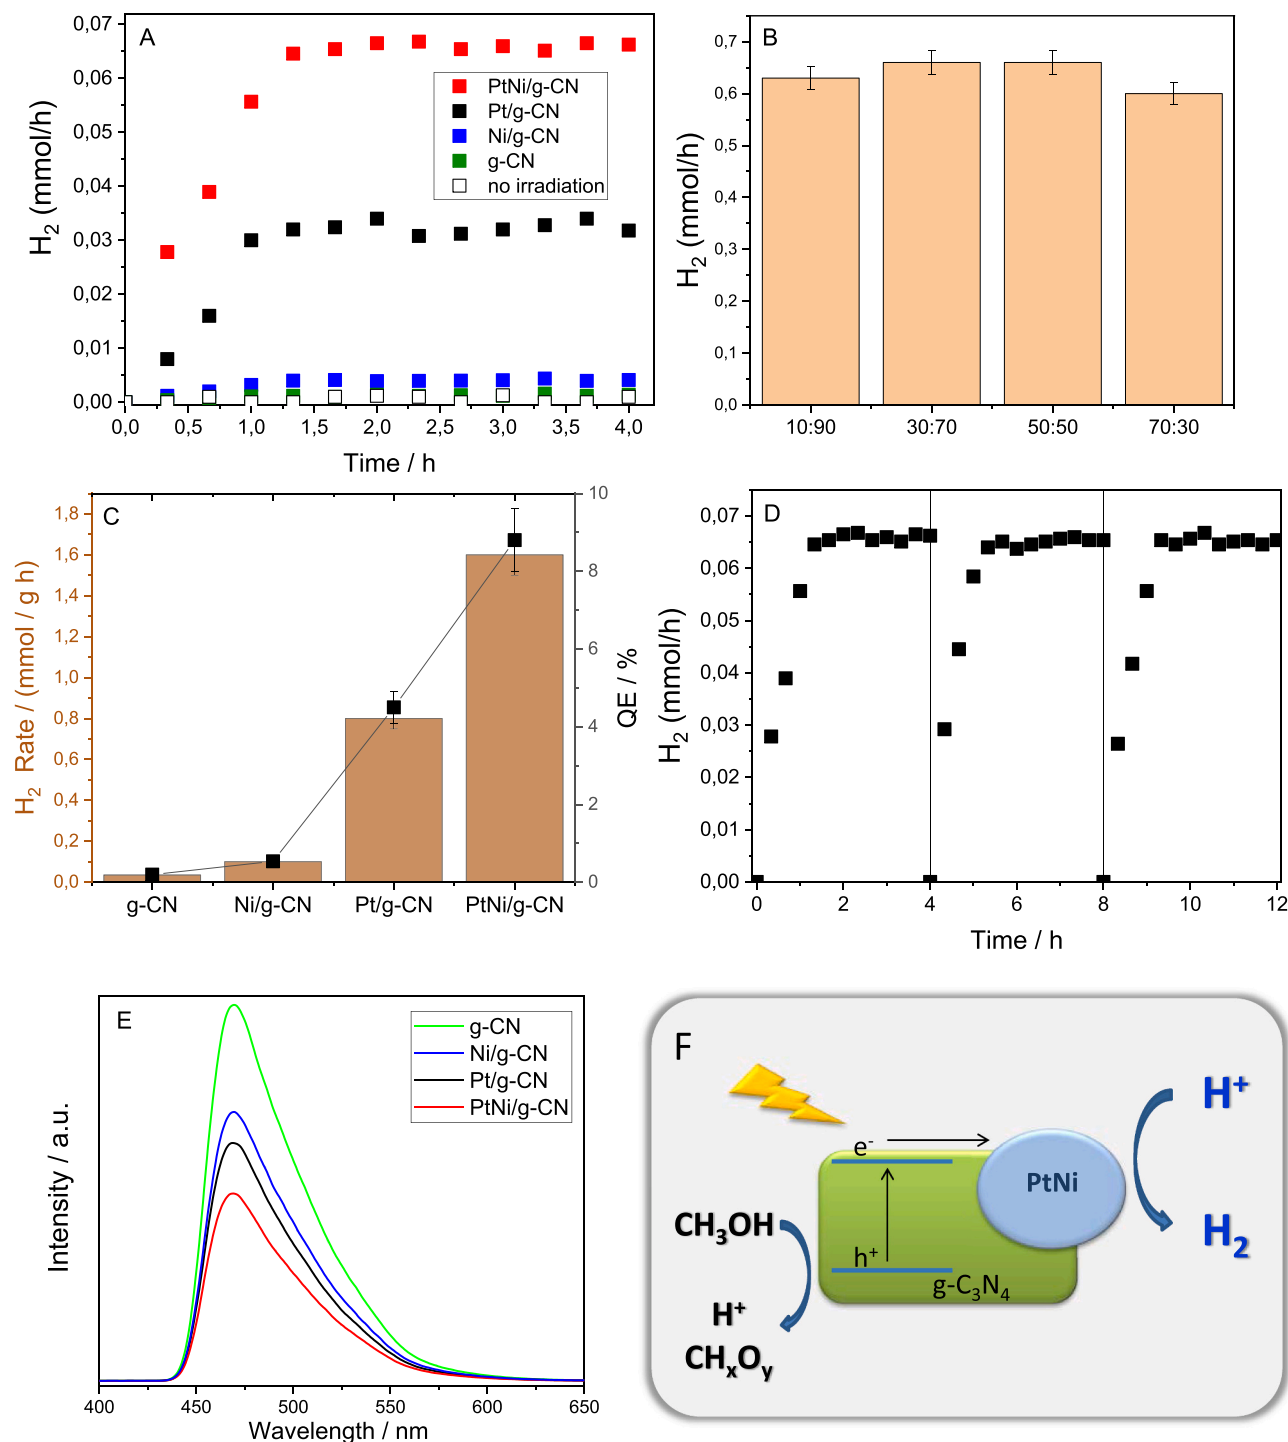 A
H₂ (mmol/h)
0,07
0,06
0,05
0,04
0,03
0,02
0,01
0,00
PtNi/g-CN
Pt/g-CN
Ni/g-CN
g-CN
no irradiation
0,0 0,5 1,0 1,5 2,0 2,5 3,0 3,5 4,0
Time / h
B
H₂ (mmol/h)
0,7
0,6
0,5
0,4
0,3
0,2
0,1
0,0
10:90 30:70 50:50 70:30
C
H₂ Rate / (mmol / g h)
1,8
1,6
1,4
1,2
1,0
0,8
0,6
0,4
0,2
0,0
10
8
6
4
2
0
QE / %
g-CN Ni/g-CN Pt/g-CN PtNi/g-CN
D
H₂ (mmol/h)
0,07
0,06
0,05
0,04
0,03
0,02
0,01
0,00
0 2 4 6 8 10 12
Time / h
E
Intensity / a.u.
g-CN
Ni/g-CN
Pt/g-CN
PtNi/g-CN
400 450 500 550 600 650
Wavelength / nm
F
H⁺
e⁻
PtNi
CH₃OH
H₂
h⁺
g-C₃N₄
H⁺
CHₓOᵧ